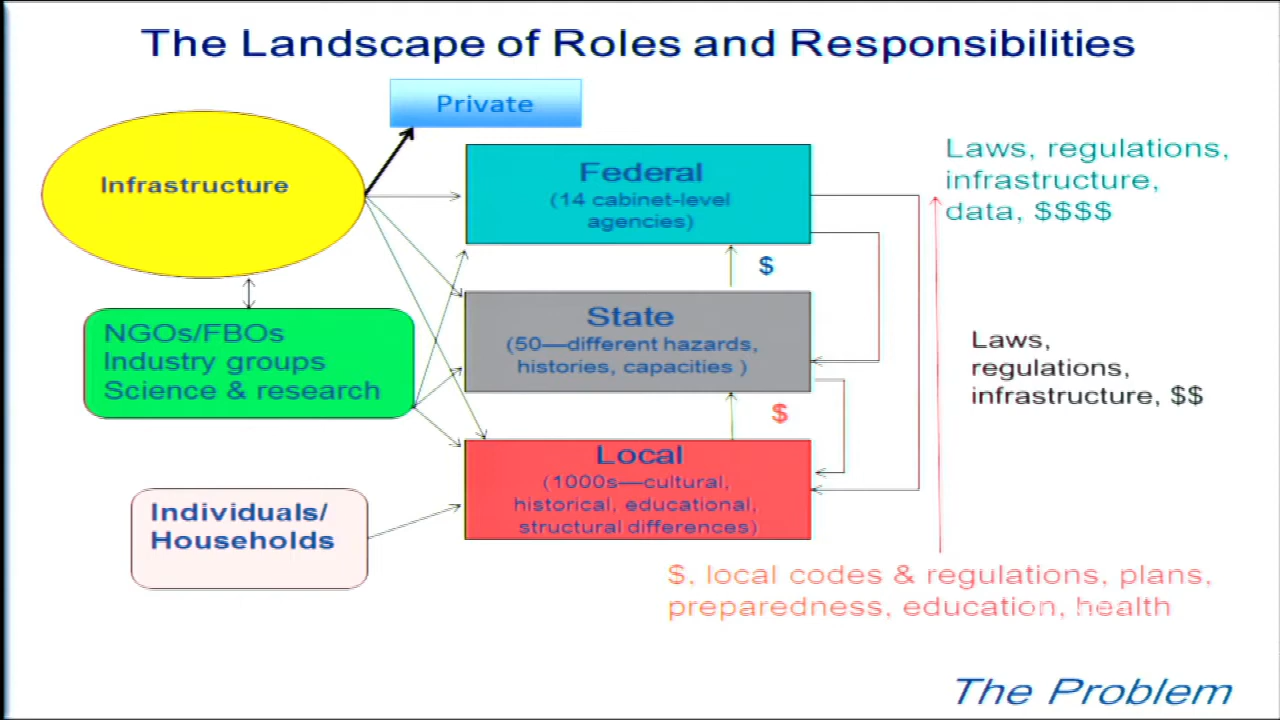 The Landscape of Roles and Responsibilities
Private
Infrastructure
Federal
(14 cabinet-level
agencies)
Laws, regulations,
infrastructure,
data, $$$$
$
NGOs/FBOs
Industry groups
Science & research
State
(50—different hazards,
histories, capacities )
Laws,
regulations,
infrastructure, $$
$
Local
(1000s—cultural,
historical, educational,
structural differences)
Individuals/
Households
$, local codes & regulations, plans,
preparedness, education, health
The Problem